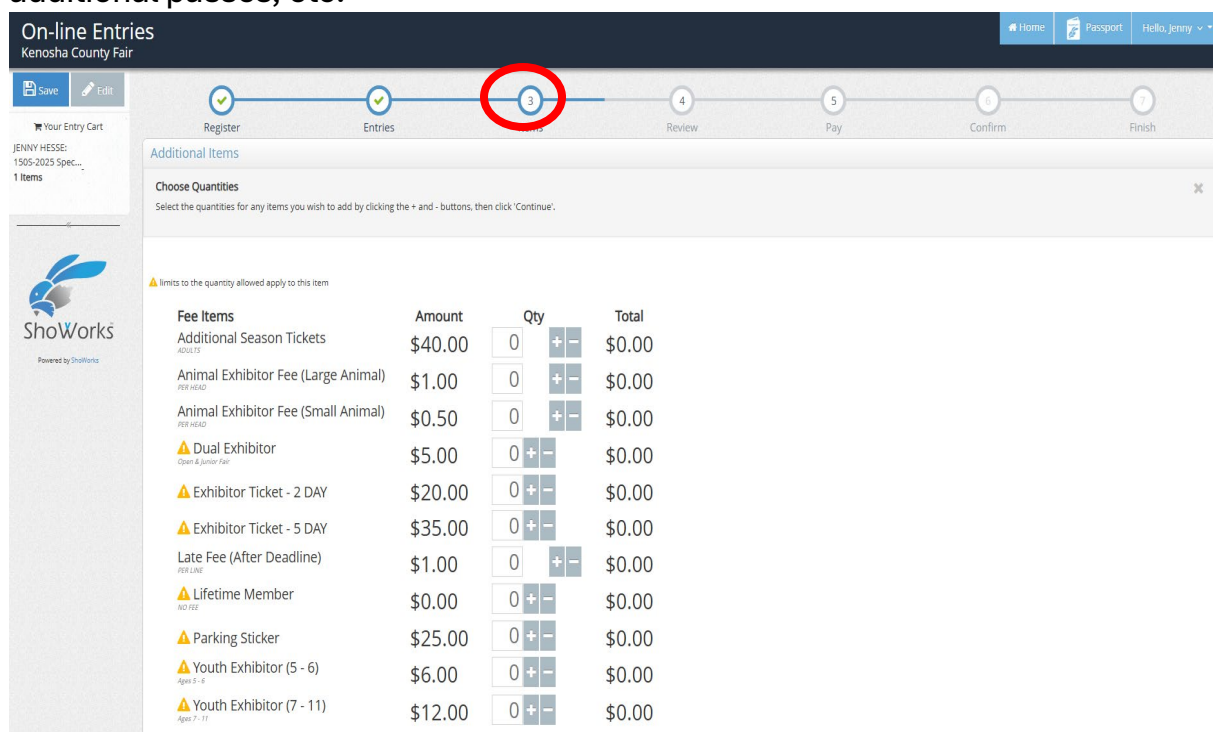 On-line Entries
Kenosha County Fair
Home
Passport
Hello, Jenny
Save
Edit
3
4
5
6
7
Register
Entries
Review
Pay
Confirm
Finish
Your Entry Cart
JENNY HESSE:
1505-2025 Spec...
1 Items
ShoWorks
Powered by ShoWorks
Additional Items
Choose Quantities
Select the quantities for any items you wish to add by clicking the + and - buttons, then click 'Continue'.
limits to the quantity allowed apply to this item
Fee Items Amount Qty Total
Additional Season Tickets $40.00 0 + - $0.00
ADULTS
Animal Exhibitor Fee (Large Animal) $1.00 0 + - $0.00
PER HEAD
Animal Exhibitor Fee (Small Animal) $0.50 0 + - $0.00
PER HEAD
Dual Exhibitor $5.00 0 + - $0.00
Open & Junior Fair
Exhibitor Ticket - 2 DAY $20.00 0 + - $0.00
Exhibitor Ticket - 5 DAY $35.00 0 + - $0.00
Late Fee (After Deadline) $1.00 0 + - $0.00
PER LINE
Lifetime Member $0.00 0 + - $0.00
NO FEE
Parking Sticker $25.00 0 + - $0.00
Youth Exhibitor (5 - 6) $6.00 0 + - $0.00
Ages 5 - 6
Youth Exhibitor (7 - 11) $12.00 0 + - $0.00
Ages 7 - 11